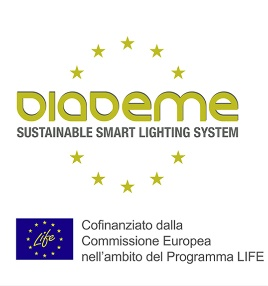 DIADEME
SUSTAINABLE SMART LIGHTING SYSTEM
Life
Cofinanziato dalla
Commissione Europea
nell'ambito del Programma LIFE